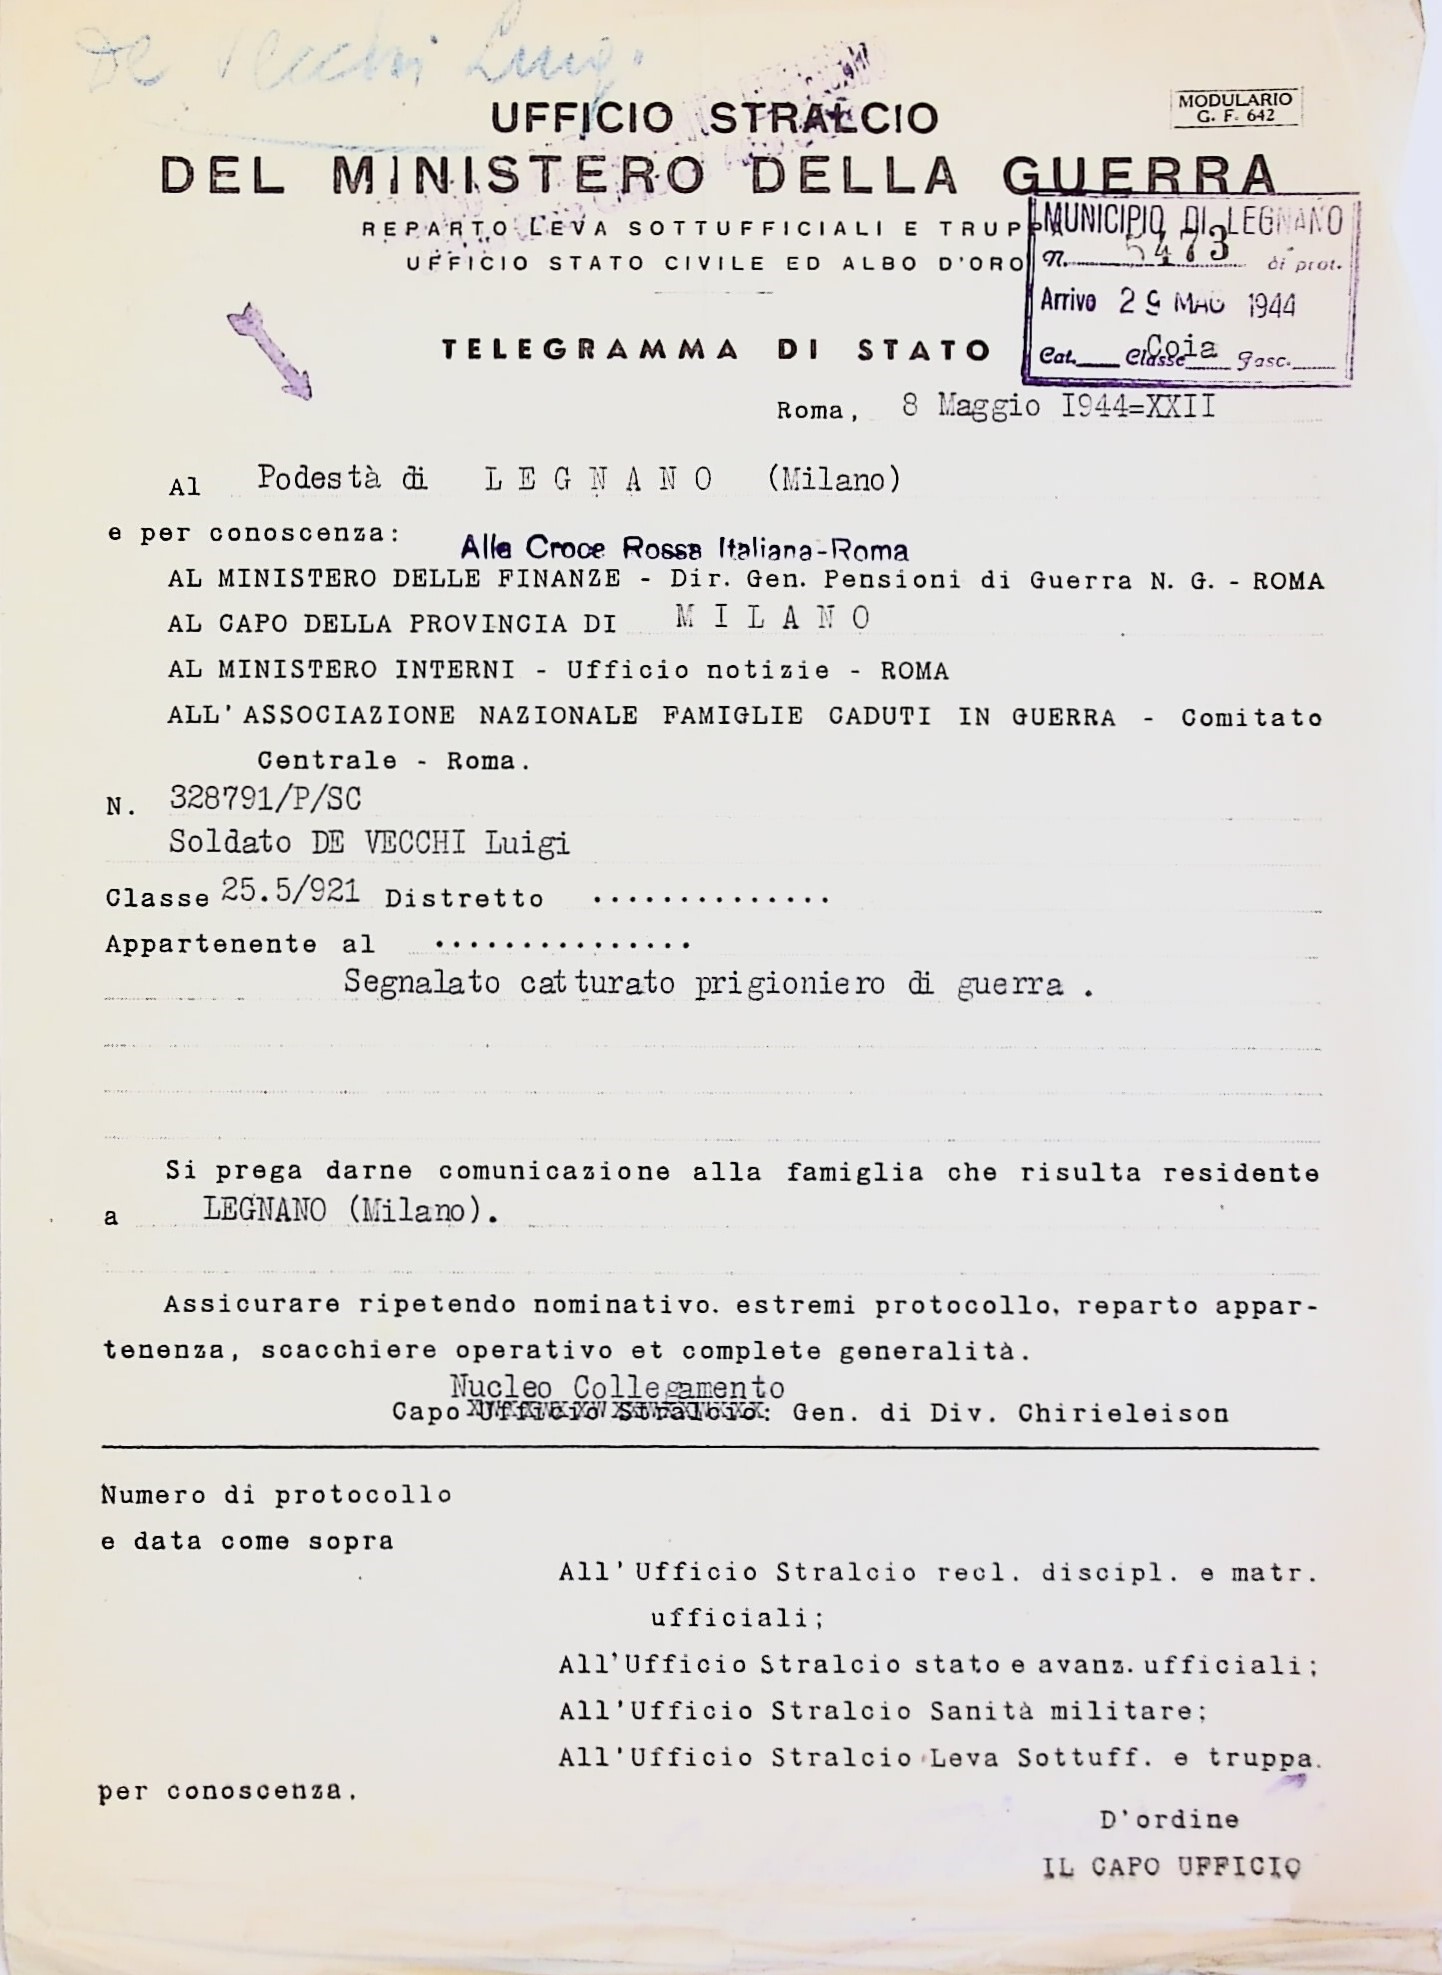 De Vecchi Luigi
UFFICIO STRALCIO
MODULARIO
G. F. 642
DEL MINISTERO DELLA GUERRA
REPARTO LEVA SOTTUFFICIALI E TRUPPA
UFFICIO STATO CIVILE ED ALBO D'ORO
MUNICIPIO DI LEGNANO
N. 5473 di prot.
Arrivo 29 MAG 1944
Cat. Classe Fasc.
TELEGRAMMA DI STATO
Roma, 8 Maggio I944=XXII
Al Podestà di LEGNANO (Milano)
e per conoscenza:
Alla Croce Rossa Italiana-Roma
AL MINISTERO DELLE FINANZE - Dir. Gen. Pensioni di Guerra N. G. - ROMA
AL CAPO DELLA PROVINCIA DI MILANO
AL MINISTERO INTERNI - Ufficio notizie - ROMA
ALL'ASSOCIAZIONE NAZIONALE FAMIGLIE CADUTI IN GUERRA - Comitato
Centrale - Roma.
N. 328791/P/SC
Soldato DE VECCHI Luigi
Classe 25.5/921 Distretto ..............
Appartenente al ...............
Segnalato catturato prigioniero di guerra .
Si prega darne comunicazione alla famiglia che risulta residente
a LEGNANO (Milano).
Assicurare ripetendo nominativo. estremi protocollo, reparto appar-
tenenza, scacchiere operativo et complete generalità.
Nucleo Collegamento
Capo Ufficio Stralcio: Gen. di Div. Chirieleison
Numero di protocollo
e data come sopra
All'Ufficio Stralcio recl. discipl. e matr.
ufficiali;
All'Ufficio Stralcio stato e avanz. ufficiali;
All'Ufficio Stralcio Sanità militare;
All'Ufficio Stralcio Leva Sottuff. e truppa.
per conoscenza.
D'ordine
IL CAPO UFFICIO